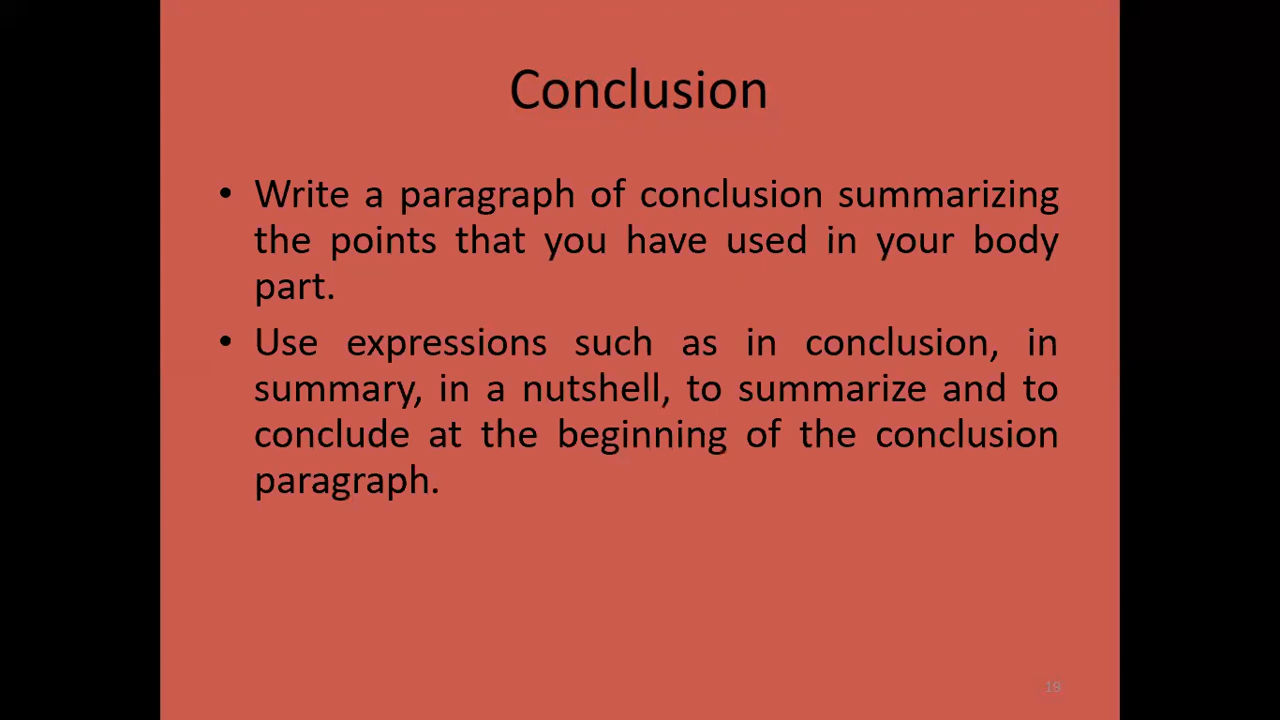 Conclusion
• Write a paragraph of conclusion summarizing
the points that you have used in your body
part.
• Use expressions such as in conclusion, in
summary, in a nutshell, to summarize and to
conclude at the beginning of the conclusion
paragraph.
19